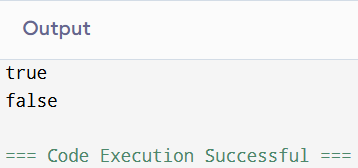 Output
true
false
=== Code Execution Successful ===